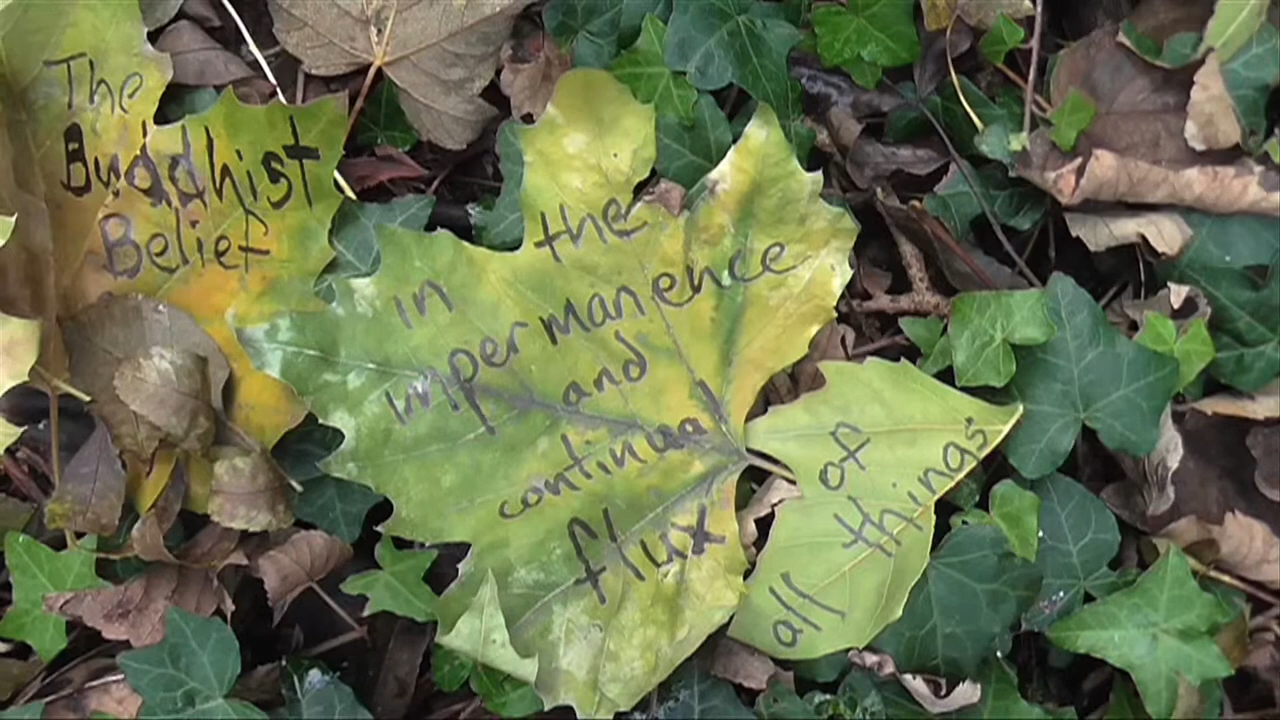 The
Buddhist
Belief
in the
impermanence
and
continual
flux
of
all things"